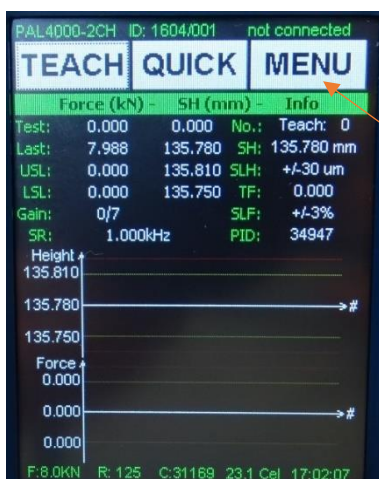 PAL4000-2CH ID: 1604/001 not connected
TEACH QUICK MENU
Force (kN) - SH (mm) - Info
Test: 0.000 0.000 No.: Teach: 0
Last: 7.988 135.780 SH: 135.780 mm
USL: 0.000 135.810 SLH: +/-30 um
LSL: 0.000 135.750 TF: 0.000
Gain: 0/7 SLF: +/-3%
SR: 1.000kHz PID: 34947
Height
135.810
135.780 #
135.750
Force
0.000
0.000 #
0.000
F:8.0KN R: 125 C:31169 23.1 Cel 17:02:07